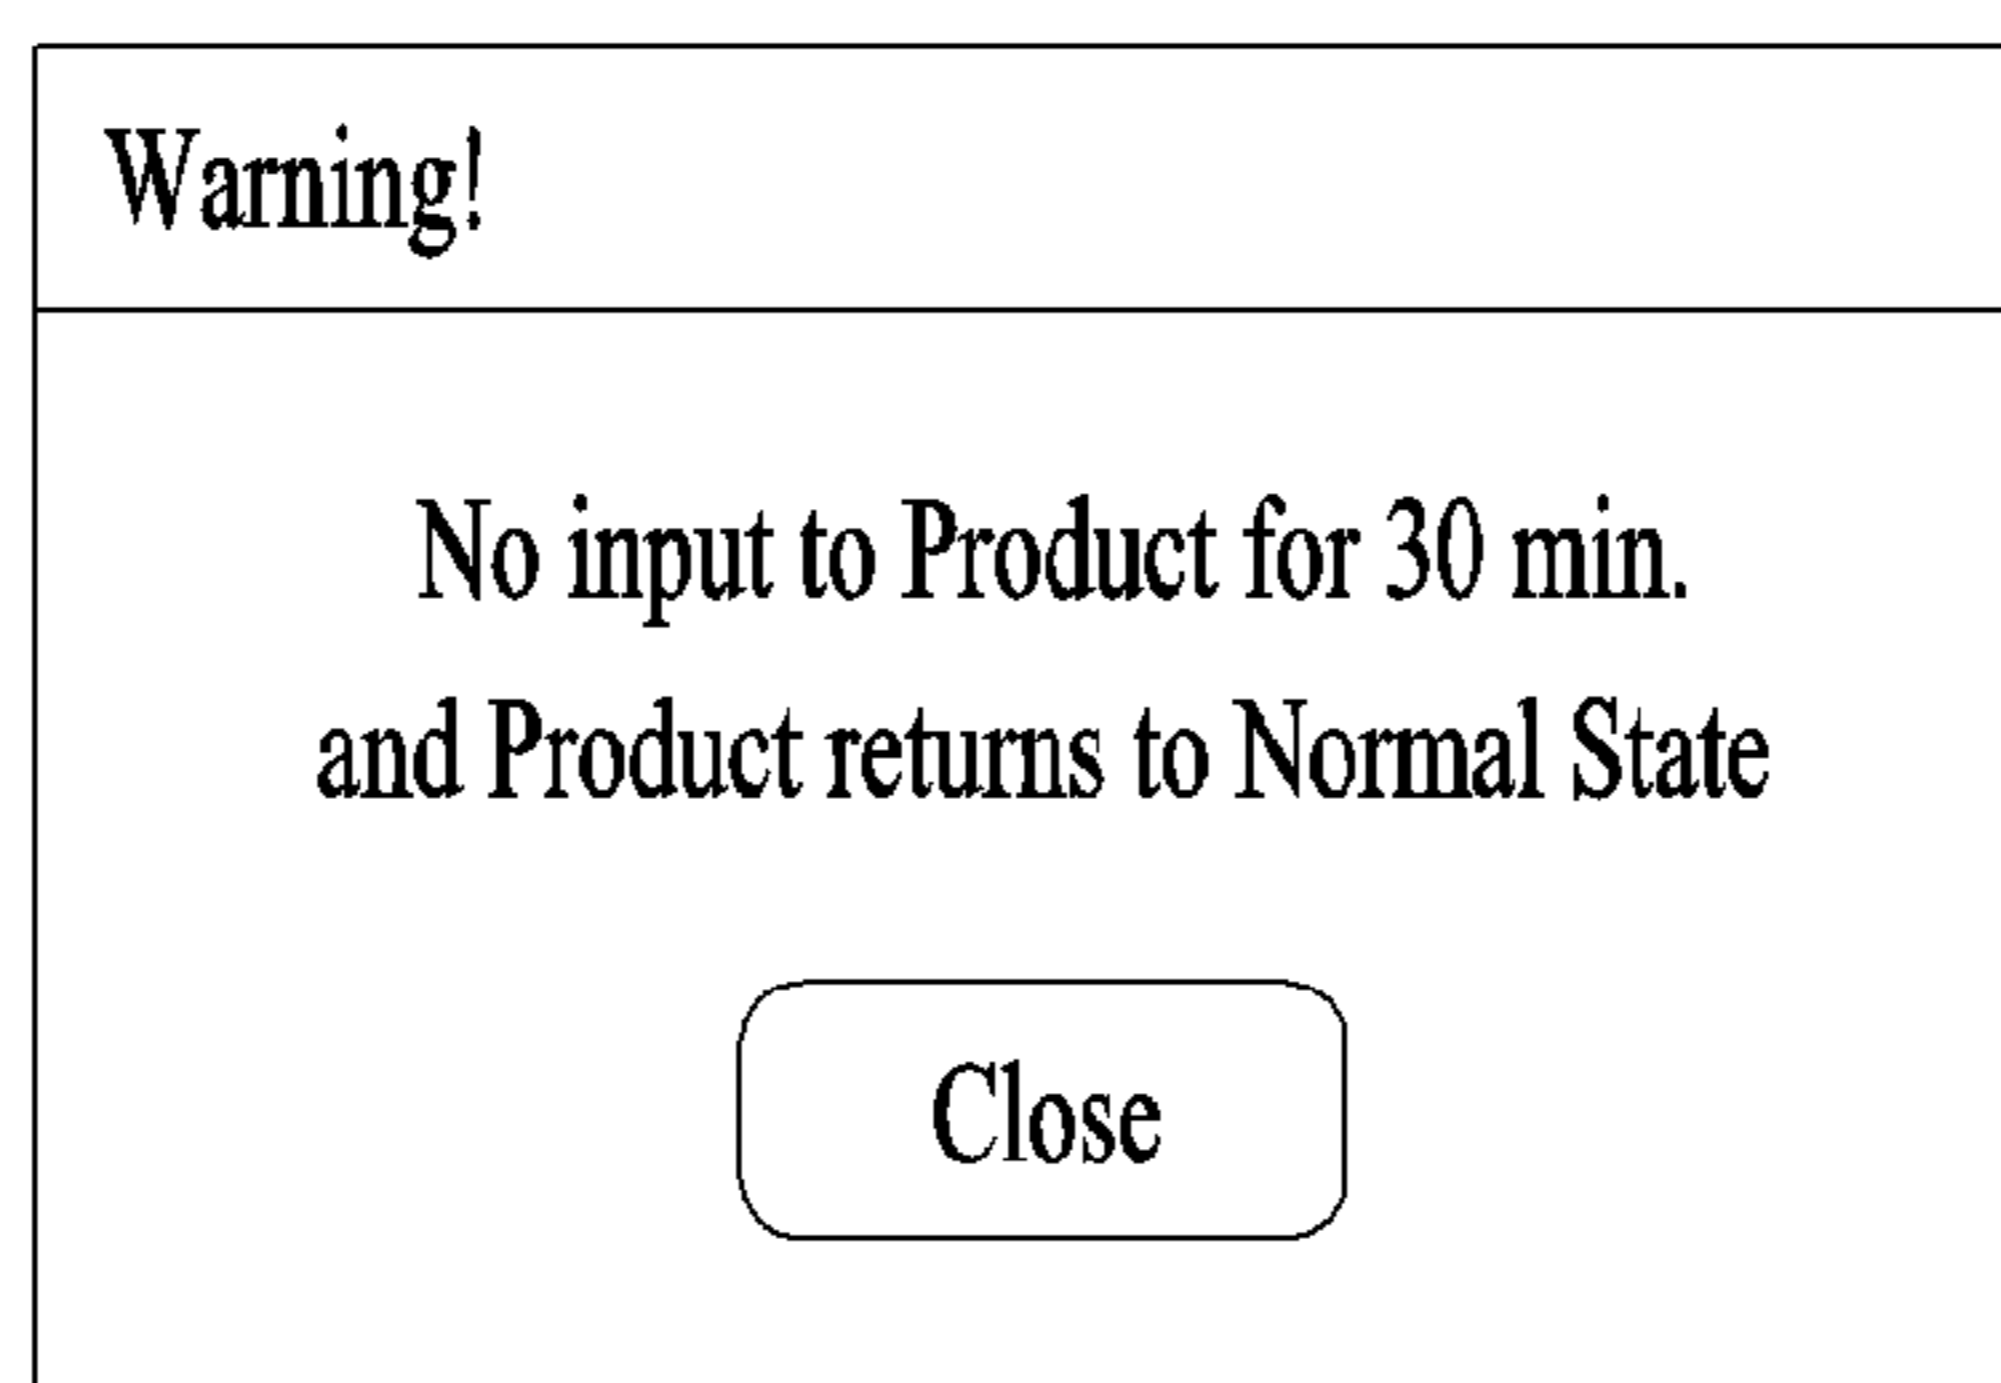 Warning!
No input to Product for 30 min.
and Product returns to Normal State
Close